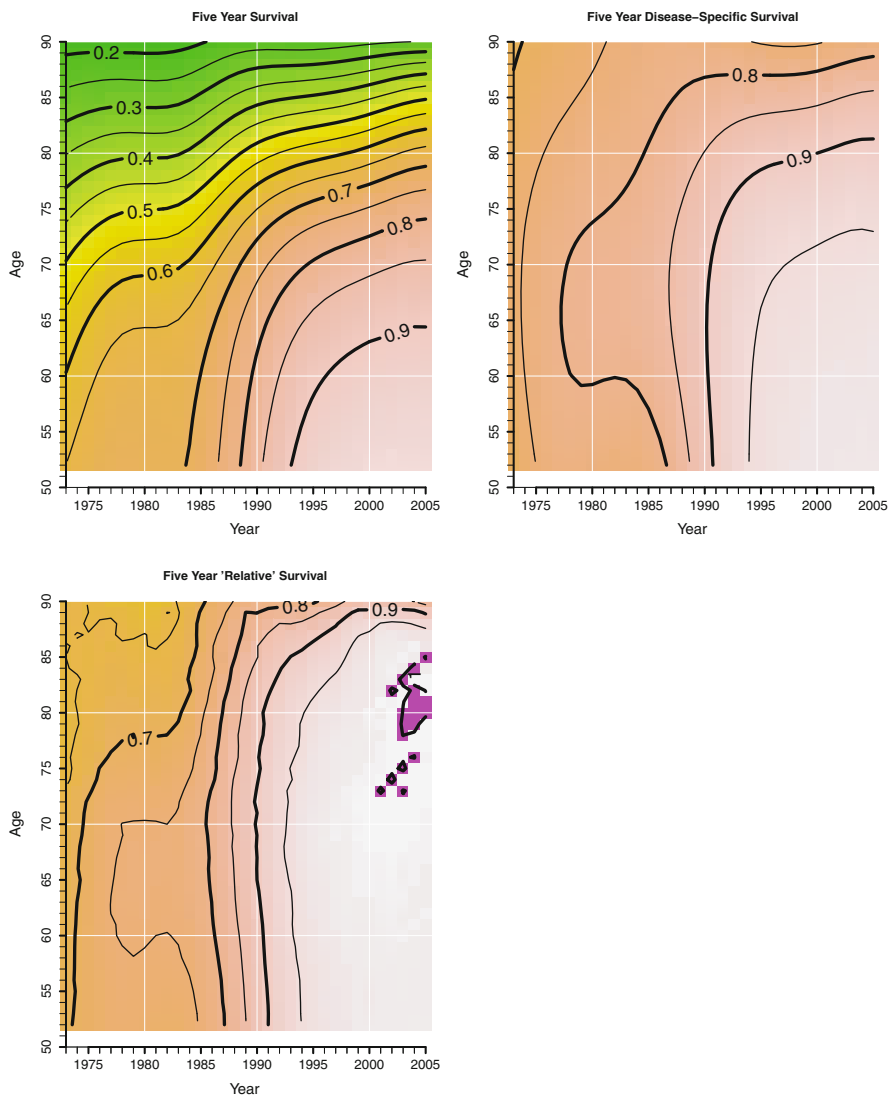 Five Year Survival
Age
50 55 60 65 70 75 80 85 90
0.2
0.3
0.4
0.5
0.6
0.7
0.8
0.9
1975 1980 1985 1990 1995 2000 2005
Year
Five Year Disease–Specific Survival
Age
50 55 60 65 70 75 80 85 90
0.8
0.9
1975 1980 1985 1990 1995 2000 2005
Year
Five Year 'Relative' Survival
Age
50 55 60 65 70 75 80 85 90
0.8
0.9
1
0.7
1975 1980 1985 1990 1995 2000 2005
Year